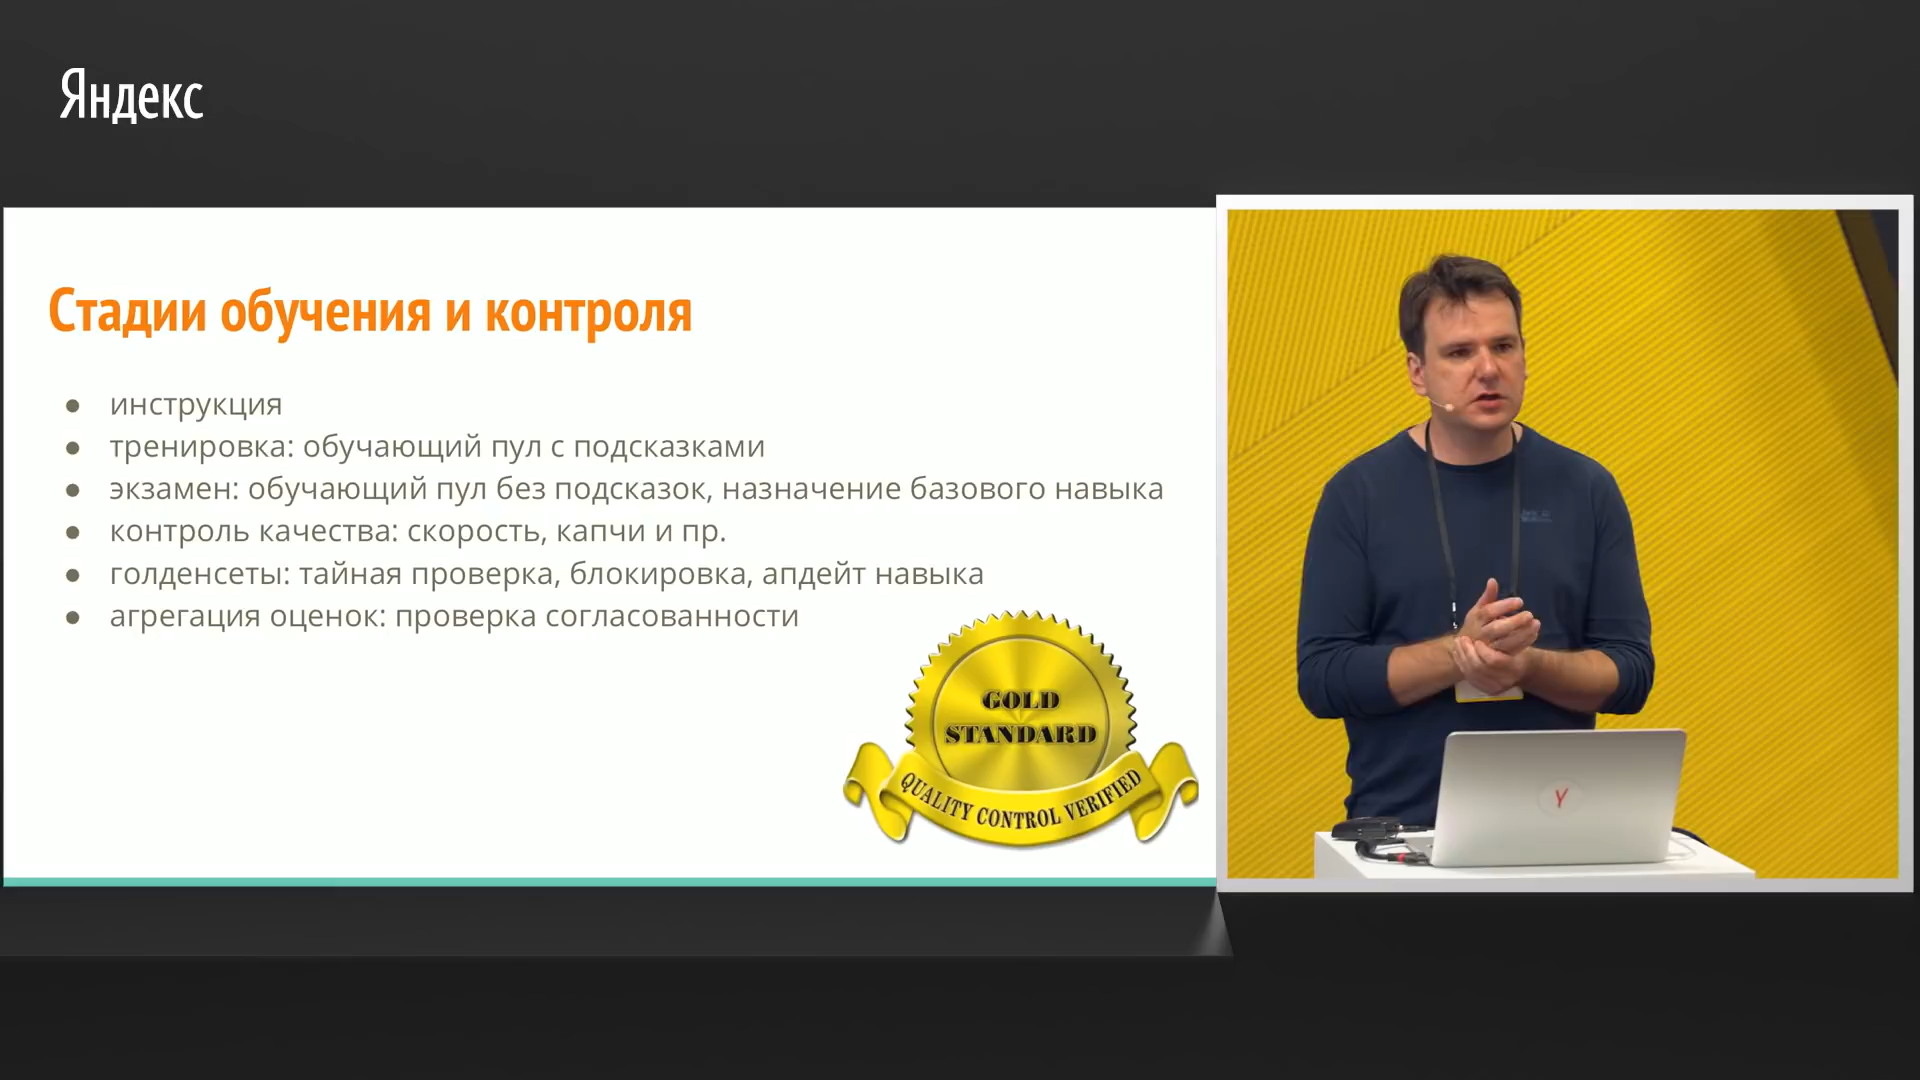 Яндекс
Стадии обучения и контроля
● инструкция
● тренировка: обучающий пул с подсказками
● экзамен: обучающий пул без подсказок, назначение базового навыка
● контроль качества: скорость, капчи и пр.
● голденсеты: тайная проверка, блокировка, апдейт навыка
● агрегация оценок: проверка согласованности
GOLD
STANDARD
QUALITY CONTROL VERIFIED
Y